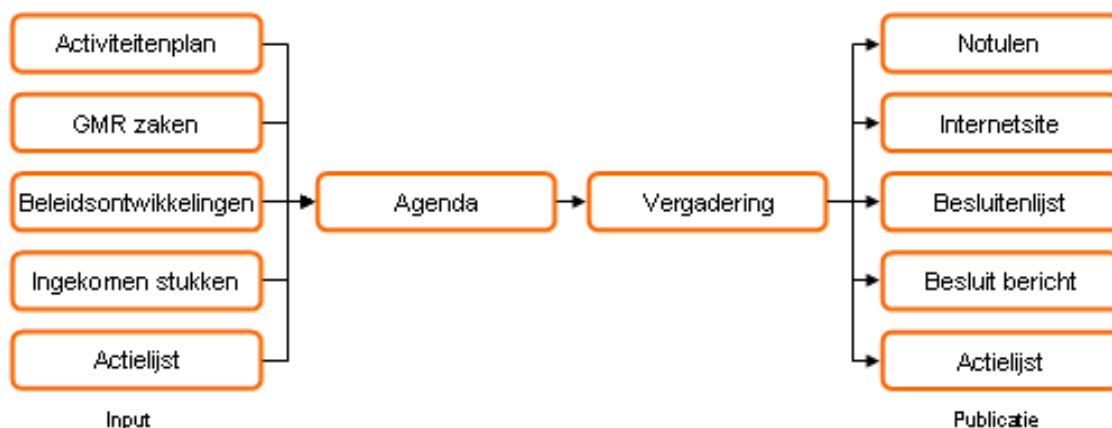 Activiteitenplan
GMR zaken
Beleidsontwikkelingen
Ingekomen stukken
Actielijst
Input
Agenda
Vergadering
Notulen
Internetsite
Besluitenlijst
Besluit bericht
Actielijst
Publicatie